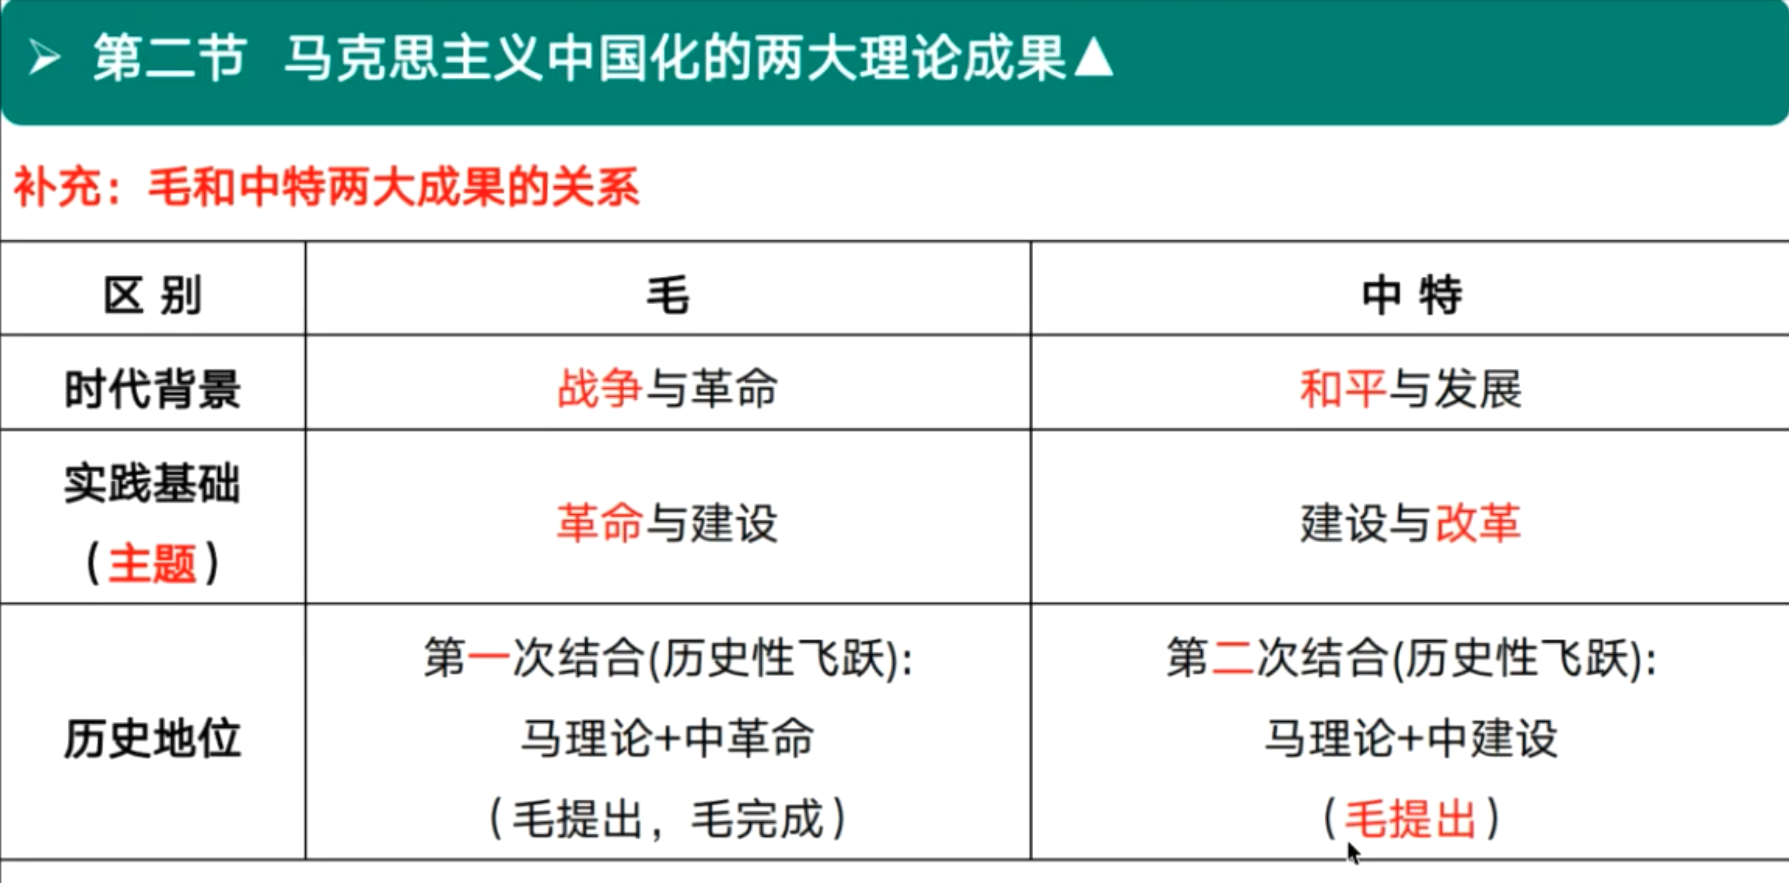 ➢ 第二节 马克思主义中国化的两大理论成果▲
补充：毛和中特两大成果的关系
区 别 毛 中 特
时代背景 战争与革命 和平与发展
实践基础
（主题） 革命与建设 建设与改革
历史地位
第一次结合(历史性飞跃):
马理论+中革命
（毛提出，毛完成）
第二次结合(历史性飞跃):
马理论+中建设
（毛提出）